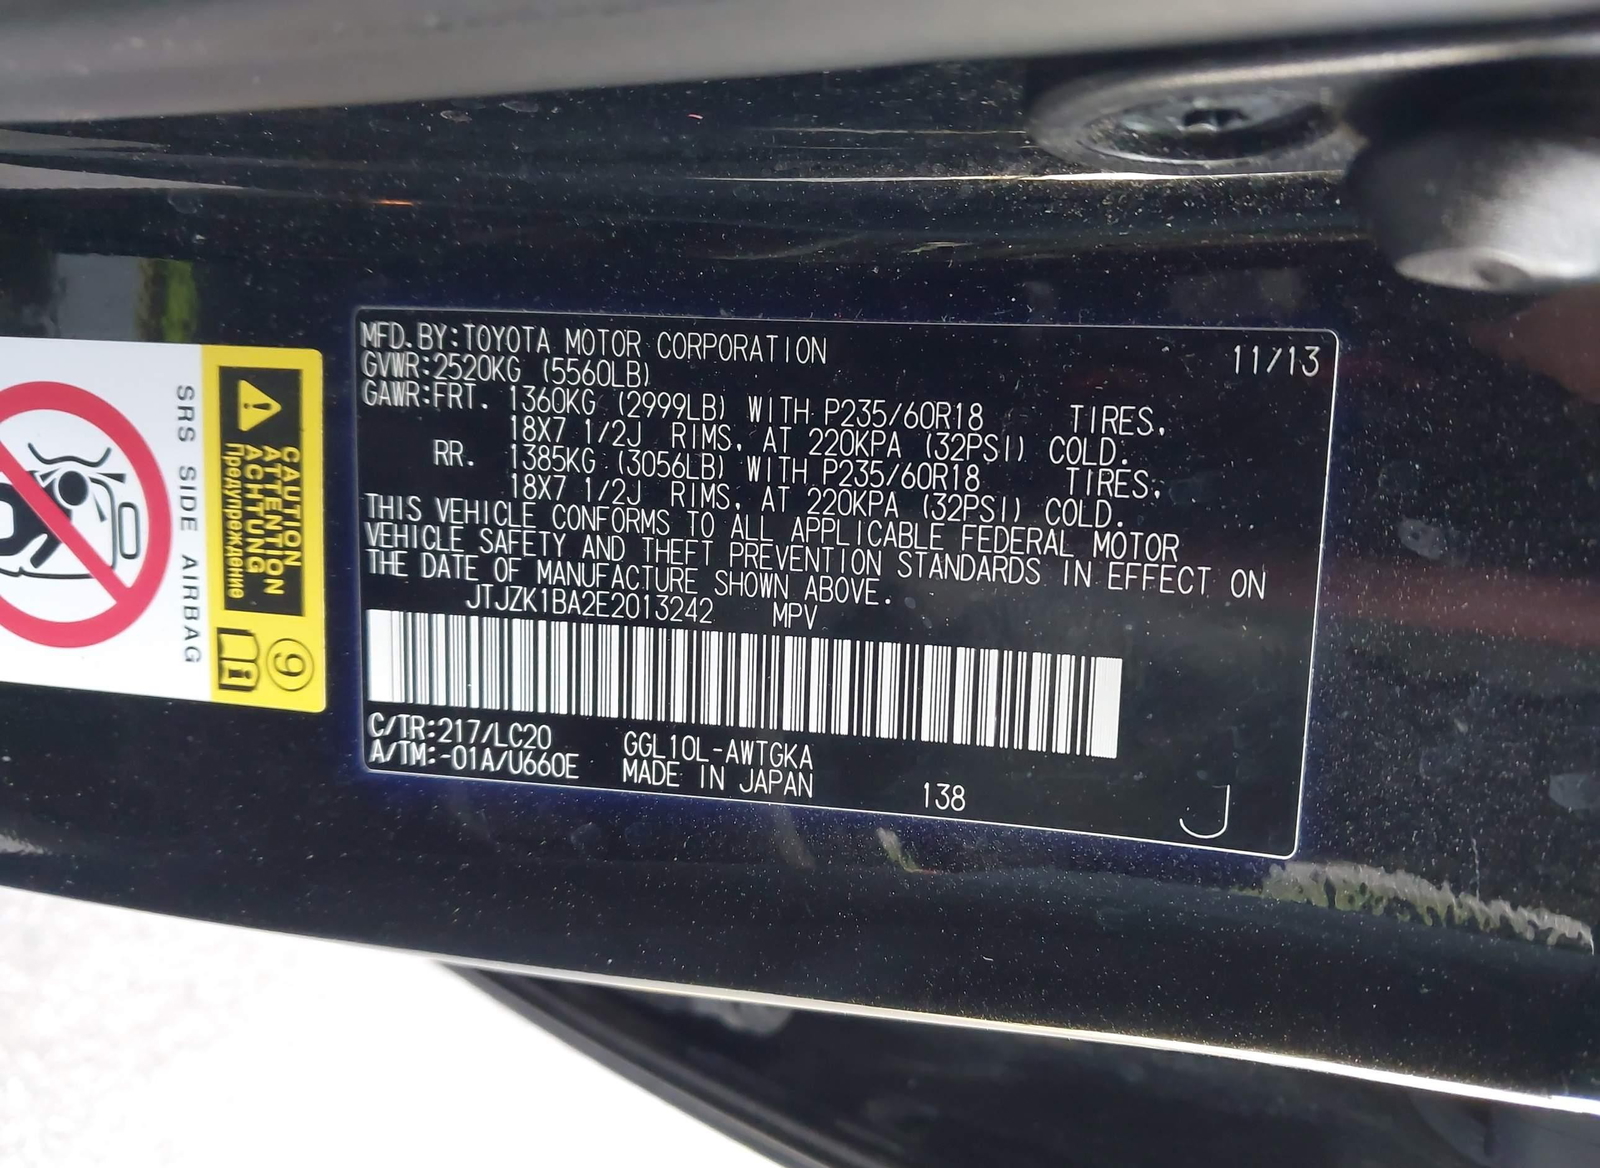 MFD. BY:TOYOTA MOTOR CORPORATION 11/13
GVWR:2520KG (5560LB)
GAWR:FRT. 1360KG (2999LB) WITH P235/60R18 TIRES,
18X7 1/2J RIMS, AT 220KPA (32PSI) COLD.
RR. 1385KG (3056LB) WITH P235/60R18 TIRES,
18X7 1/2J RIMS, AT 220KPA (32PSI) COLD.
THIS VEHICLE CONFORMS TO ALL APPLICABLE FEDERAL MOTOR
VEHICLE SAFETY AND THEFT PREVENTION STANDARDS IN EFFECT ON
THE DATE OF MANUFACTURE SHOWN ABOVE.
JTJZK1BA2E2013242 MPV
C/TR:217/LC20 GGL10L-AWTGKA
A/TM:-01A/U660E MADE IN JAPAN 138 J
CAUTION
ATTENTION
ACHTUNG
Предупреждение
9
SRS SIDE AIRBAG